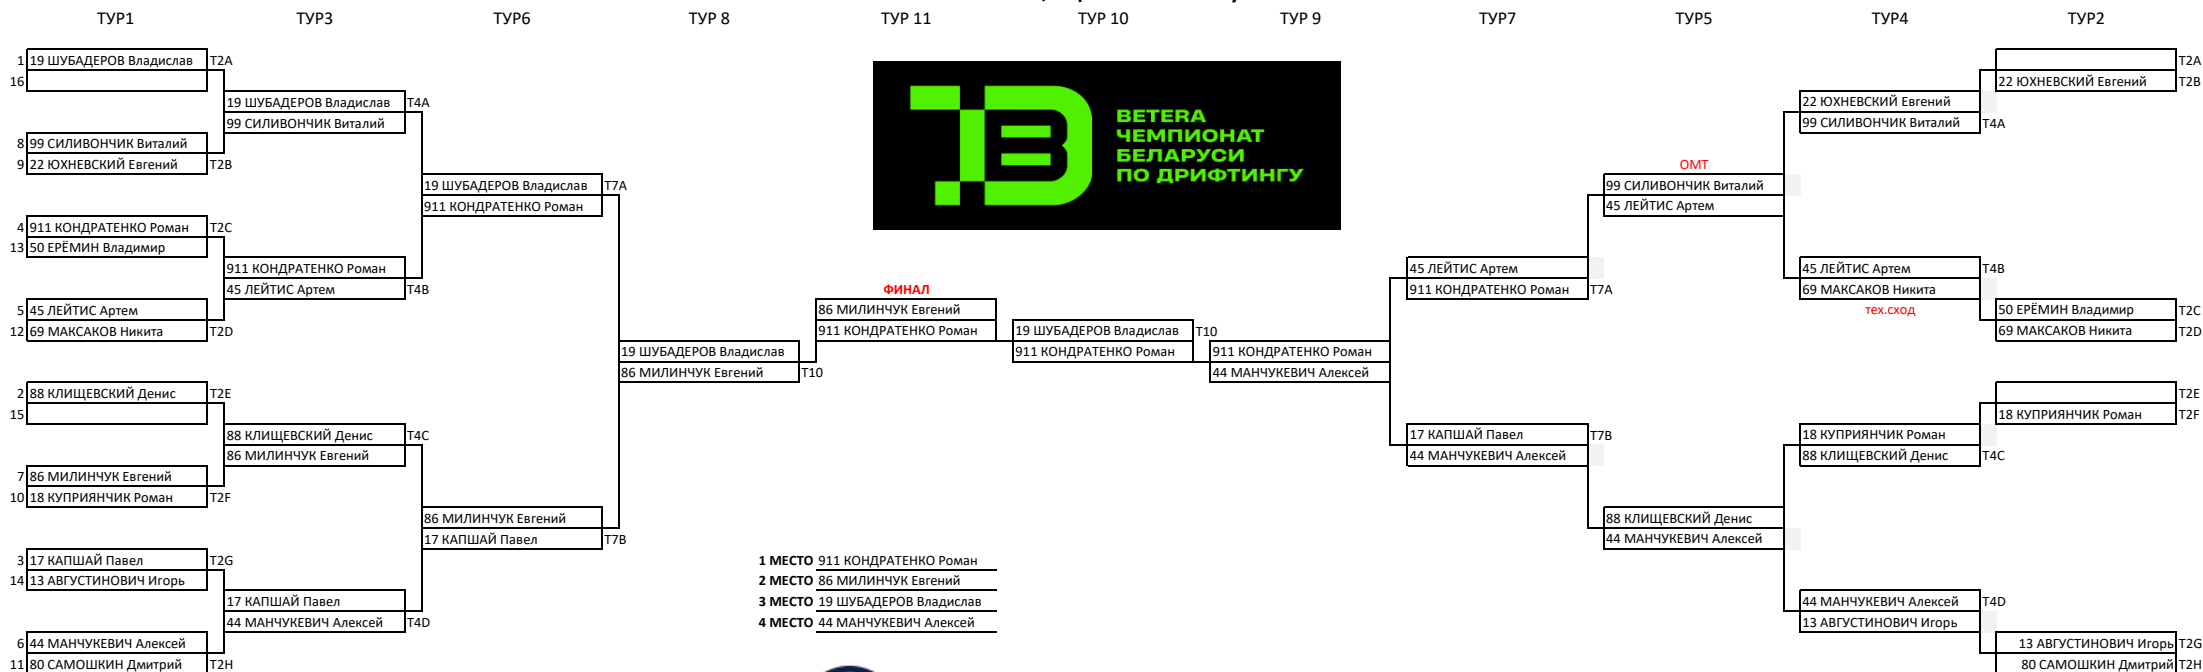 ТУР1 ТУР3 ТУР6 ТУР 8 ТУР 11 ТУР 10 ТУР 9 ТУР7 ТУР5 ТУР4 ТУР2
1 19 ШУБАДЕРОВ Владислав T2A
16
19 ШУБАДЕРОВ Владислав T4A
99 СИЛИВОНЧИК Виталий
8 99 СИЛИВОНЧИК Виталий
9 22 ЮХНЕВСКИЙ Евгений T2B
19 ШУБАДЕРОВ Владислав T7A
911 КОНДРАТЕНКО Роман
4 911 КОНДРАТЕНКО Роман T2C
13 50 ЕРЁМИН Владимир
911 КОНДРАТЕНКО Роман
45 ЛЕЙТИС Артем T4B
5 45 ЛЕЙТИС Артем
12 69 МАКСАКОВ Никита T2D
19 ШУБАДЕРОВ Владислав
86 МИЛИНЧУК Евгений T10
2 88 КЛИЩЕВСКИЙ Денис T2E
15
88 КЛИЩЕВСКИЙ Денис T4C
86 МИЛИНЧУК Евгений
7 86 МИЛИНЧУК Евгений
10 18 КУПРИЯНЧИК Роман T2F
86 МИЛИНЧУК Евгений
17 КАПШАЙ Павел T7B
3 17 КАПШАЙ Павел T2G
14 13 АВГУСТИНОВИЧ Игорь
17 КАПШАЙ Павел
44 МАНЧУКЕВИЧ Алексей T4D
6 44 МАНЧУКЕВИЧ Алексей
11 80 САМОШКИН Дмитрий T2H
BETERA
ЧЕМПИОНАТ
БЕЛАРУСИ
ПО ДРИФТИНГУ
ФИНАЛ
86 МИЛИНЧУК Евгений
911 КОНДРАТЕНКО Роман
19 ШУБАДЕРОВ Владислав T10
911 КОНДРАТЕНКО Роман
911 КОНДРАТЕНКО Роман
44 МАНЧУКЕВИЧ Алексей
1 МЕСТО 911 КОНДРАТЕНКО Роман
2 МЕСТО 86 МИЛИНЧУК Евгений
3 МЕСТО 19 ШУБАДЕРОВ Владислав
4 МЕСТО 44 МАНЧУКЕВИЧ Алексей
45 ЛЕЙТИС Артем
911 КОНДРАТЕНКО Роман T7A
17 КАПШАЙ Павел T7B
44 МАНЧУКЕВИЧ Алексей
ОМТ
99 СИЛИВОНЧИК Виталий
45 ЛЕЙТИС Артем
88 КЛИЩЕВСКИЙ Денис
44 МАНЧУКЕВИЧ Алексей
22 ЮХНЕВСКИЙ Евгений
99 СИЛИВОНЧИК Виталий T4A
45 ЛЕЙТИС Артем T4B
69 МАКСАКОВ Никита
тех.сход
18 КУПРИЯНЧИК Роман
88 КЛИЩЕВСКИЙ Денис T4C
44 МАНЧУКЕВИЧ Алексей T4D
13 АВГУСТИНОВИЧ Игорь
T2A
22 ЮХНЕВСКИЙ Евгений T2B
50 ЕРЁМИН Владимир T2C
69 МАКСАКОВ Никита T2D
T2E
18 КУПРИЯНЧИК Роман T2F
13 АВГУСТИНОВИЧ Игорь T2G
80 САМОШКИН Дмитрий T2H